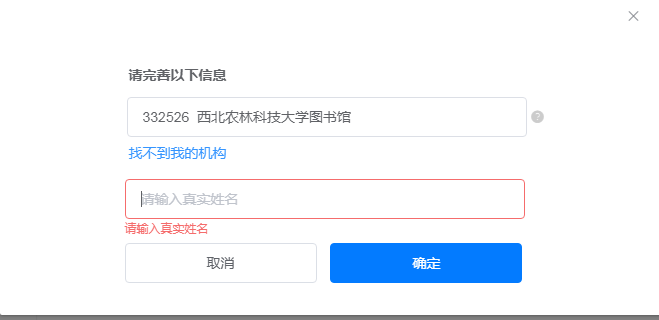 请完善以下信息
332526 西北农林科技大学图书馆
?
找不到我的机构
请输入真实姓名
请输入真实姓名
取消
确定